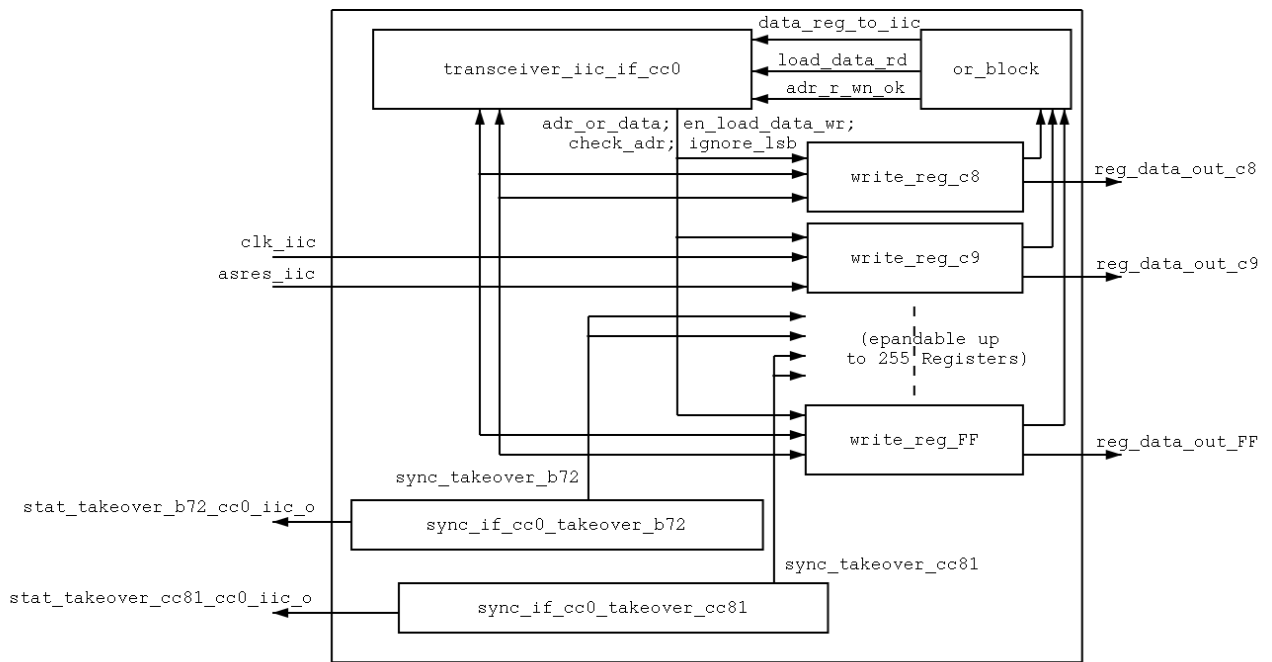 data_reg_to_iic
transceiver_iic_if_cc0
load_data_rd
or_block
adr_r_wn_ok
adr_or_data; en_load_data_wr;
check_adr; ignore_lsb
write_reg_c8
reg_data_out_c8
clk_iic
write_reg_c9
asres_iic
reg_data_out_c9
(epandable up
to 255 Registers)
write_reg_FF
reg_data_out_FF
sync_takeover_b72
stat_takeover_b72_cc0_iic_o
sync_if_cc0_takeover_b72
sync_takeover_cc81
stat_takeover_cc81_cc0_iic_o
sync_if_cc0_takeover_cc81